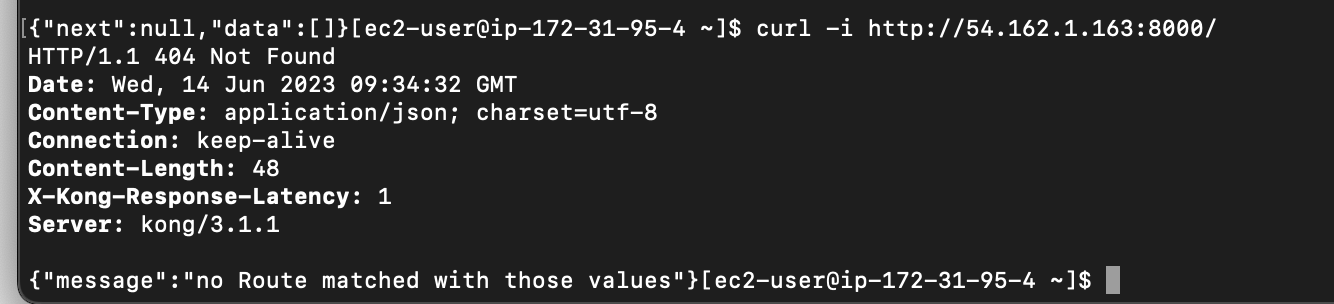 [{"next":null,"data":[]}[ec2-user@ip-172-31-95-4 ~]$ curl -i http://54.162.1.163:8000/
HTTP/1.1 404 Not Found
Date: Wed, 14 Jun 2023 09:34:32 GMT
Content-Type: application/json; charset=utf-8
Connection: keep-alive
Content-Length: 48
X-Kong-Response-Latency: 1
Server: kong/3.1.1
{"message":"no Route matched with those values"}[ec2-user@ip-172-31-95-4 ~]$